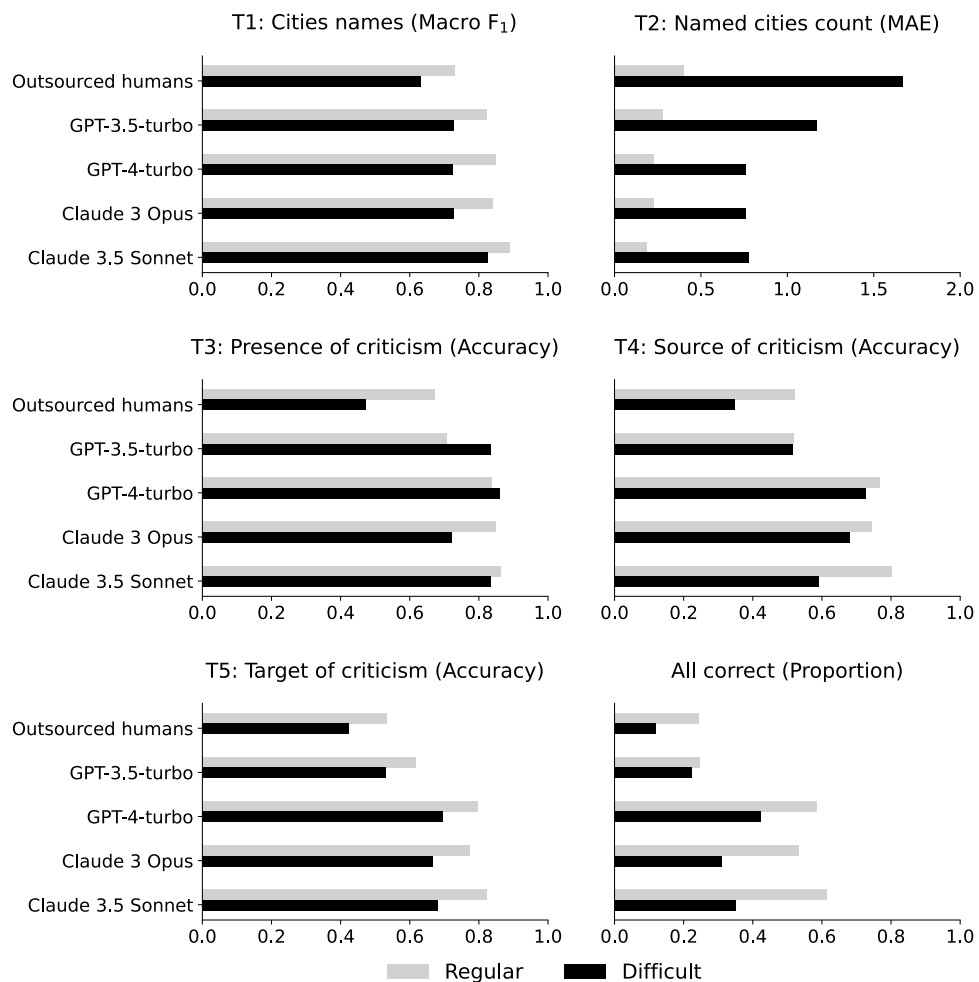 T1: Cities names (Macro F₁)
Outsourced humans
GPT-3.5-turbo
GPT-4-turbo
Claude 3 Opus
Claude 3.5 Sonnet
0.0 0.2 0.4 0.6 0.8 1.0
T2: Named cities count (MAE)
0.0 0.5 1.0 1.5 2.0
T3: Presence of criticism (Accuracy)
Outsourced humans
GPT-3.5-turbo
GPT-4-turbo
Claude 3 Opus
Claude 3.5 Sonnet
0.0 0.2 0.4 0.6 0.8 1.0
T4: Source of criticism (Accuracy)
0.0 0.2 0.4 0.6 0.8 1.0
T5: Target of criticism (Accuracy)
Outsourced humans
GPT-3.5-turbo
GPT-4-turbo
Claude 3 Opus
Claude 3.5 Sonnet
0.0 0.2 0.4 0.6 0.8 1.0
All correct (Proportion)
0.0 0.2 0.4 0.6 0.8 1.0
Regular Difficult